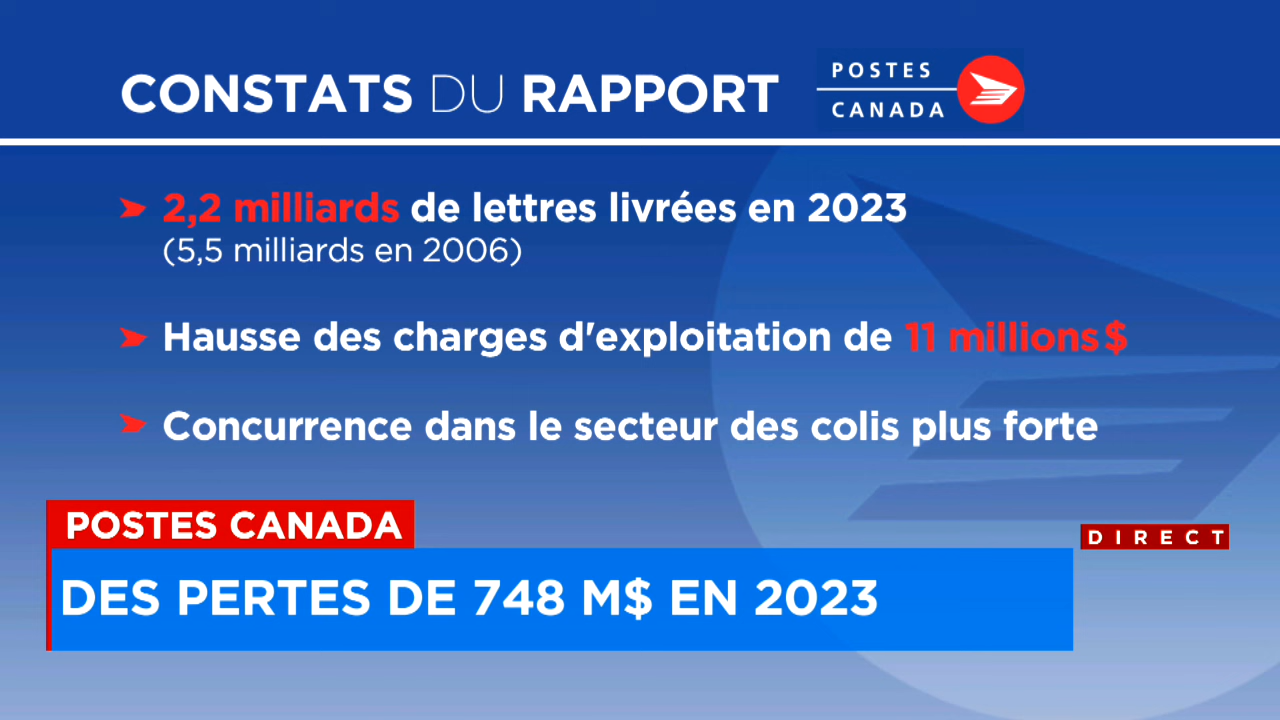 CONSTATS DU RAPPORT
POSTES
CANADA
2,2 milliards de lettres livrées en 2023
(5,5 milliards en 2006)
Hausse des charges d'exploitation de 11 millions $
Concurrence dans le secteur des colis plus forte
POSTES CANADA
DIRECT
DES PERTES DE 748 M$ EN 2023